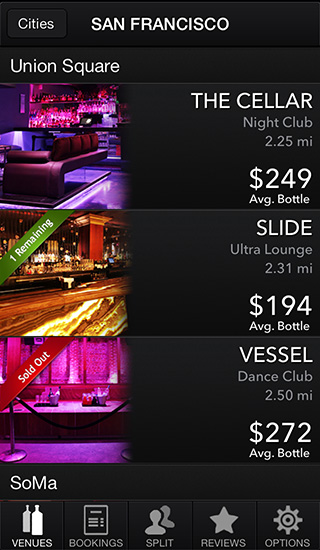 Cities
SAN FRANCISCO
Union Square
THE CELLAR
Night Club
2.25 mi
$249
Avg. Bottle
1 Remaining
SLIDE
Ultra Lounge
2.31 mi
$194
Avg. Bottle
Sold Out
VESSEL
Dance Club
2.50 mi
$272
Avg. Bottle
SoMa
VENUES
BOOKINGS
SPLIT
REVIEWS
OPTIONS